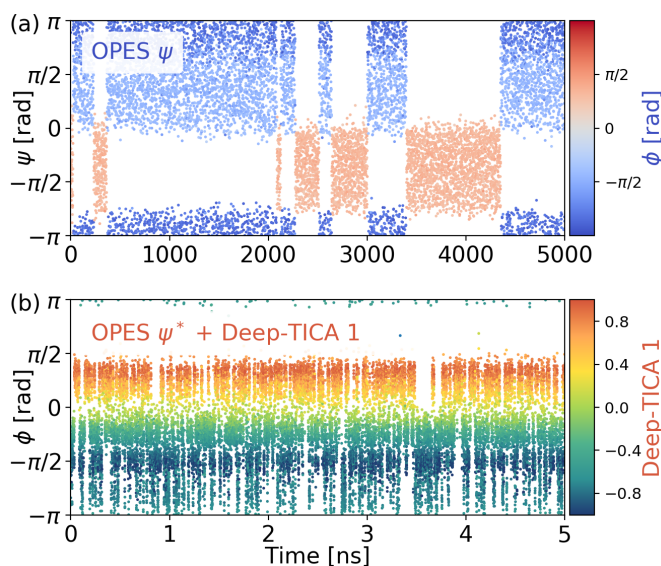 (a)
π
π/2
0
−π/2
−π
ψ [rad]
OPES ψ
0 1000 2000 3000 4000 5000
π/2
0
−π/2
ϕ [rad]
(b)
π
π/2
0
−π/2
−π
ϕ [rad]
OPES ψ* + Deep-TICA 1
0 1 2 3 4 5
Time [ns]
0.8
0.4
0.0
−0.4
−0.8
Deep-TICA 1